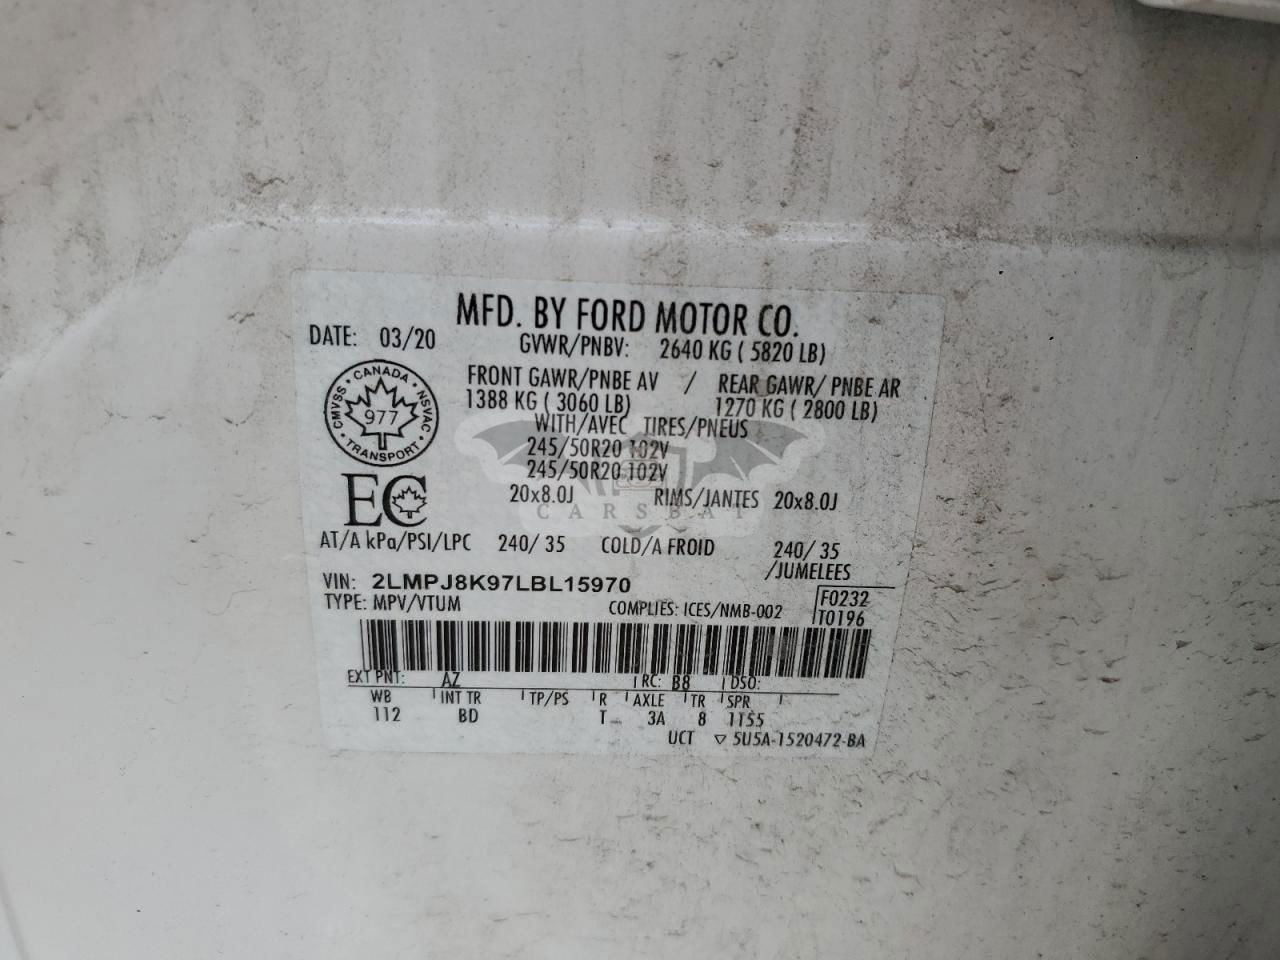 MFD. BY FORD MOTOR CO.
DATE: 03/20 GVWR/PNBV: 2640 KG ( 5820 LB)
FRONT GAWR/PNBE AV / REAR GAWR/ PNBE AR
1388 KG ( 3060 LB) 1270 KG ( 2800 LB)
CANADA
CMVSS 977 NSVAC
TRANSPORT
WITH/AVEC TIRES/PNEUS
245/50R20 102V
245/50R20 102V
EC
20x8.0J RIMS/JANTES 20x8.0J
CARSBAT
AT/A kPa/PSI/LPC 240/ 35 COLD/A FROID 240/ 35
/JUMELEES
VIN: 2LMPJ8K97LBL15970
TYPE: MPV/VTUM COMPLIES: ICES/NMB-002 F0232
T0196
EXT PNT: AZ RC: B8 DSO:
WB INT TR TP/PS R AXLE TR SPR
112 BD T 3A 8 1T55
UCT ▽ 5U5A-1520472-BA